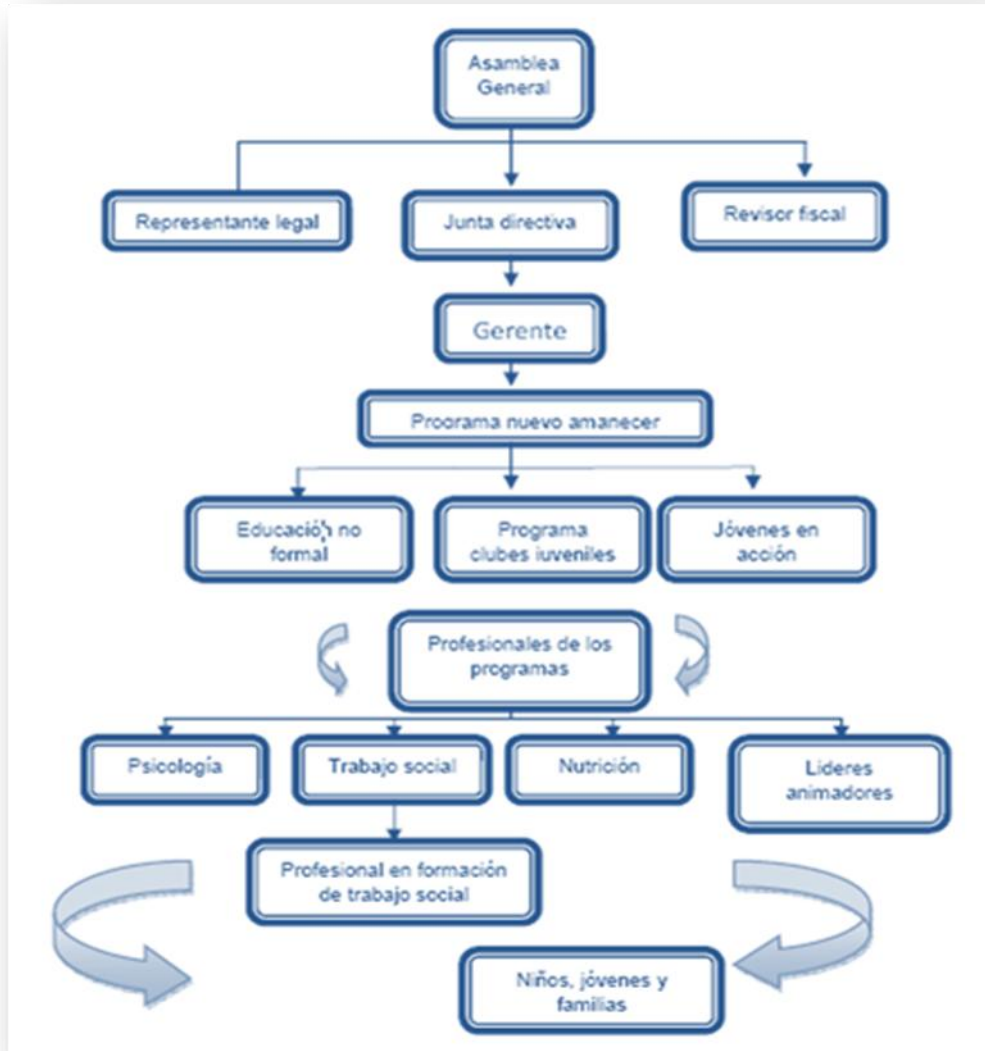 Asamblea
General
Representante legal
Junta directiva
Revisor fiscal
Gerente
Proorama nuevo amanecer
Educación no
formal
Programa
clubes iuveniles
Jóvenes en
acción
Profesionales de los
programas
Psicología
Trabajo social
Nutrición
Lideres
animadores
Profesional en formación
de trabajo social
Niños, jóvenes y
familias